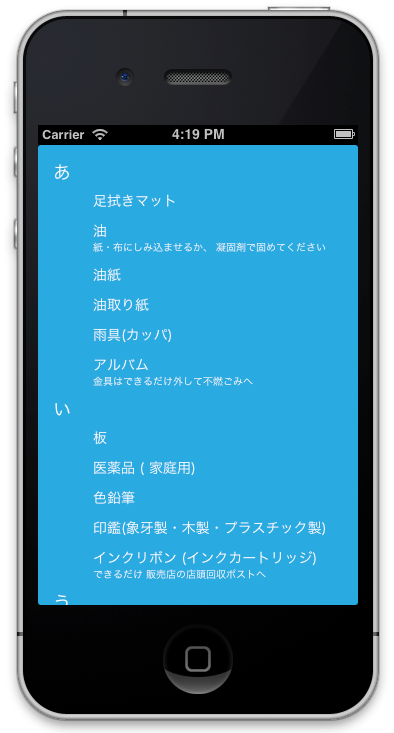 Carrier 4:19 PM
あ
足拭きマット
油
紙・布にしみ込ませるか、 凝固剤で固めてください
油紙
油取り紙
雨具(カッパ)
アルバム
金具はできるだけ外して不燃ごみへ
い
板
医薬品 ( 家庭用)
色鉛筆
印鑑(象牙製・木製・プラスチック製)
インクリボン (インクカートリッジ)
できるだけ 販売店の店頭回収ポストへ
う